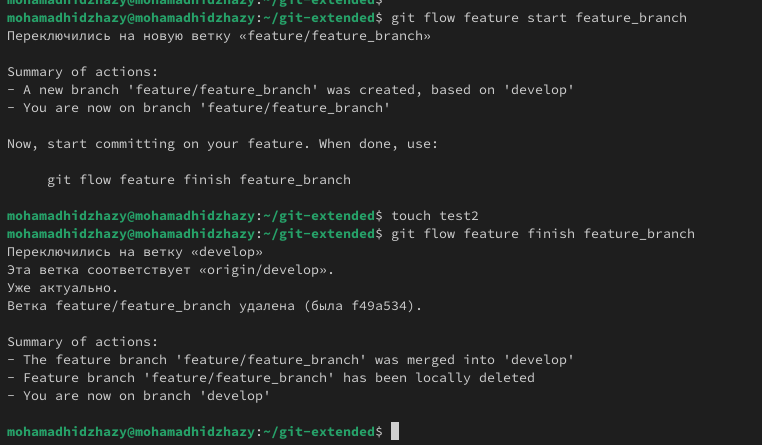 mohamadhidzhazy@mohamadhidzhazy:~/git-extended$
mohamadhidzhazy@mohamadhidzhazy:~/git-extended$ git flow feature start feature_branch
Переключились на новую ветку «feature/feature_branch»
Summary of actions:
- A new branch 'feature/feature_branch' was created, based on 'develop'
- You are now on branch 'feature/feature_branch'
Now, start committing on your feature. When done, use:
git flow feature finish feature_branch
mohamadhidzhazy@mohamadhidzhazy:~/git-extended$ touch test2
mohamadhidzhazy@mohamadhidzhazy:~/git-extended$ git flow feature finish feature_branch
Переключились на ветку «develop»
Эта ветка соответствует «origin/develop».
Уже актуально.
Ветка feature/feature_branch удалена (была f49a534).
Summary of actions:
- The feature branch 'feature/feature_branch' was merged into 'develop'
- Feature branch 'feature/feature_branch' has been locally deleted
- You are now on branch 'develop'
mohamadhidzhazy@mohamadhidzhazy:~/git-extended$